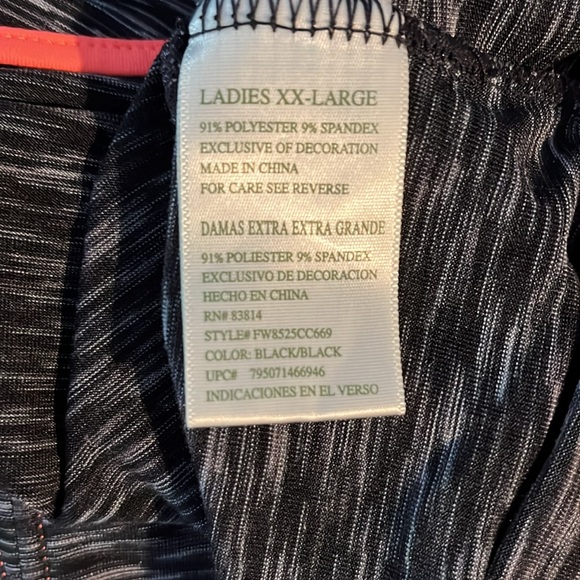 LADIES XX-LARGE
91% POLYESTER 9% SPANDEX
EXCLUSIVE OF DECORATION
MADE IN CHINA
FOR CARE SEE REVERSE
DAMAS EXTRA EXTRA GRANDE
91% POLIESTER 9% SPANDEX
EXCLUSIVO DE DECORACION
HECHO EN CHINA
RN# 83814
STYLE# FW8525CC669
COLOR: BLACK/BLACK
UPC# 795071466946
INDICACIONES EN EL VERSO